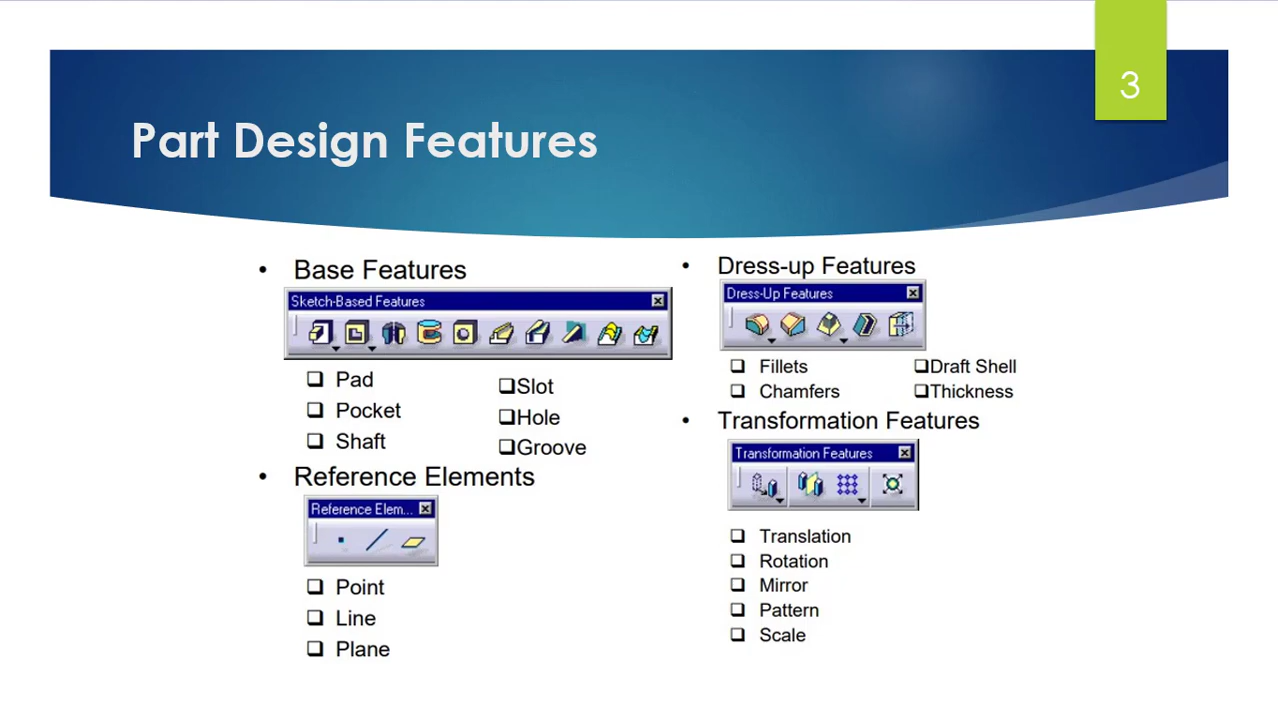 3
Part Design Features
• Base Features
Sketch-Based Features
❑ Pad
❑ Pocket
❑ Shaft
❑Slot
❑Hole
❑Groove
• Reference Elements
Reference Elem...
❑ Point
❑ Line
❑ Plane
• Dress-up Features
Dress-Up Features
❑ Fillets
❑ Chamfers
❑Draft Shell
❑Thickness
• Transformation Features
Transformation Features
❑ Translation
❑ Rotation
❑ Mirror
❑ Pattern
❑ Scale